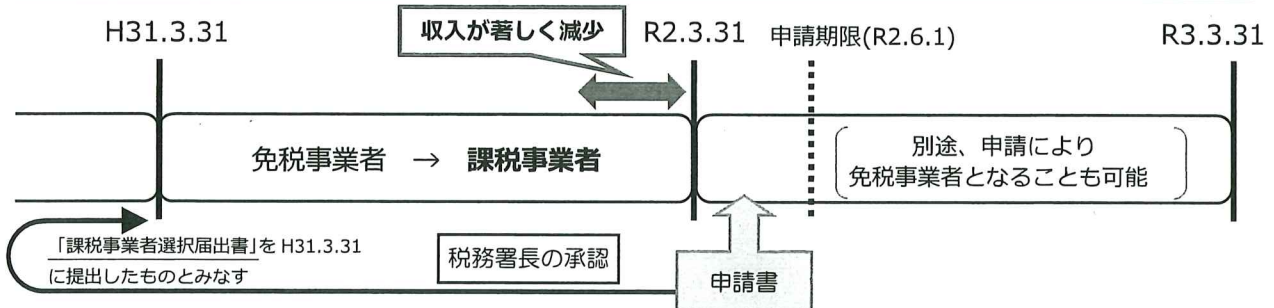 収入が著しく減少
H31.3.31
R2.3.31
申請期限(R2.6.1)
R3.3.31
免税事業者 → 課税事業者
別途、申請により
免税事業者となることも可能
「課税事業者選択届出書」を H31.3.31
に提出したものとみなす
税務署長の承認
申請書